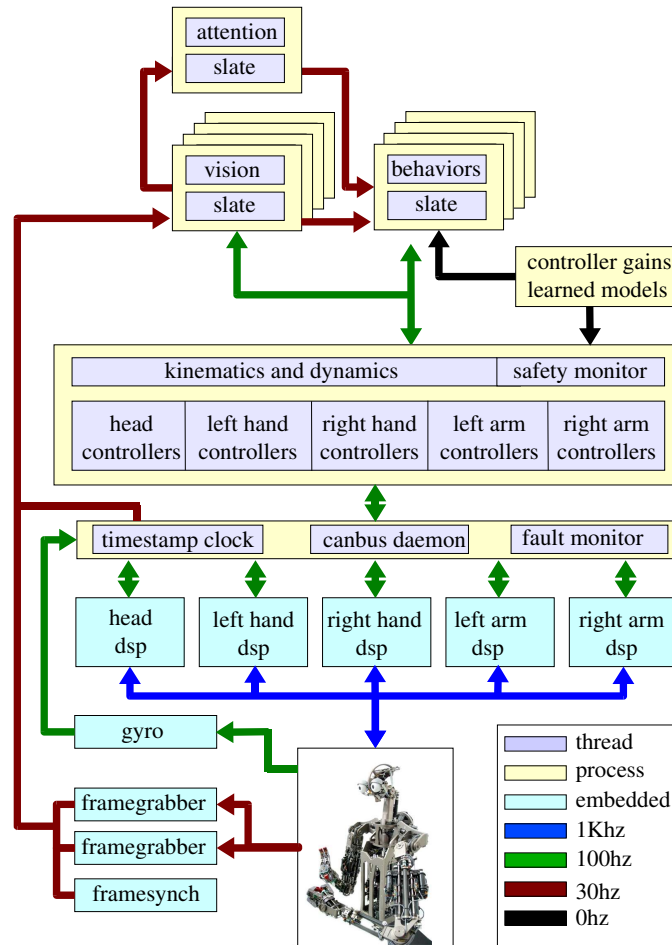 attention
slate
vision
slate
behaviors
slate
controller gains
learned models
kinematics and dynamics
safety monitor
head
controllers
left hand
controllers
right hand
controllers
left arm
controllers
right arm
controllers
timestamp clock
canbus daemon
fault monitor
head
dsp
left hand
dsp
right hand
dsp
left arm
dsp
right arm
dsp
gyro
framegrabber
framegrabber
framesynch
thread
process
embedded
1Khz
100hz
30hz
0hz